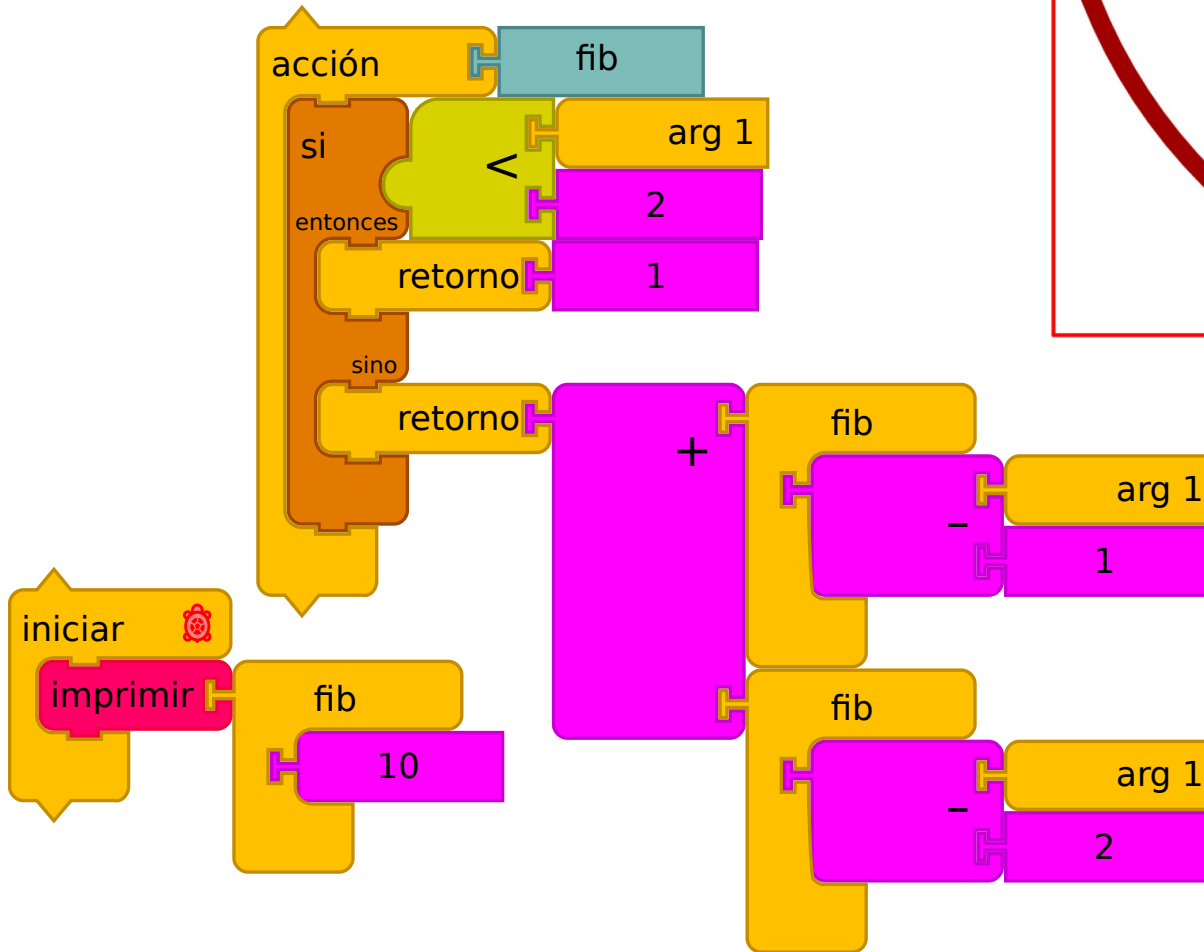 acción fib
si < arg 1
2
entonces
retorno 1
sino
retorno + fib
– arg 1
1
fib
– arg 1
2
iniciar
imprimir fib
10